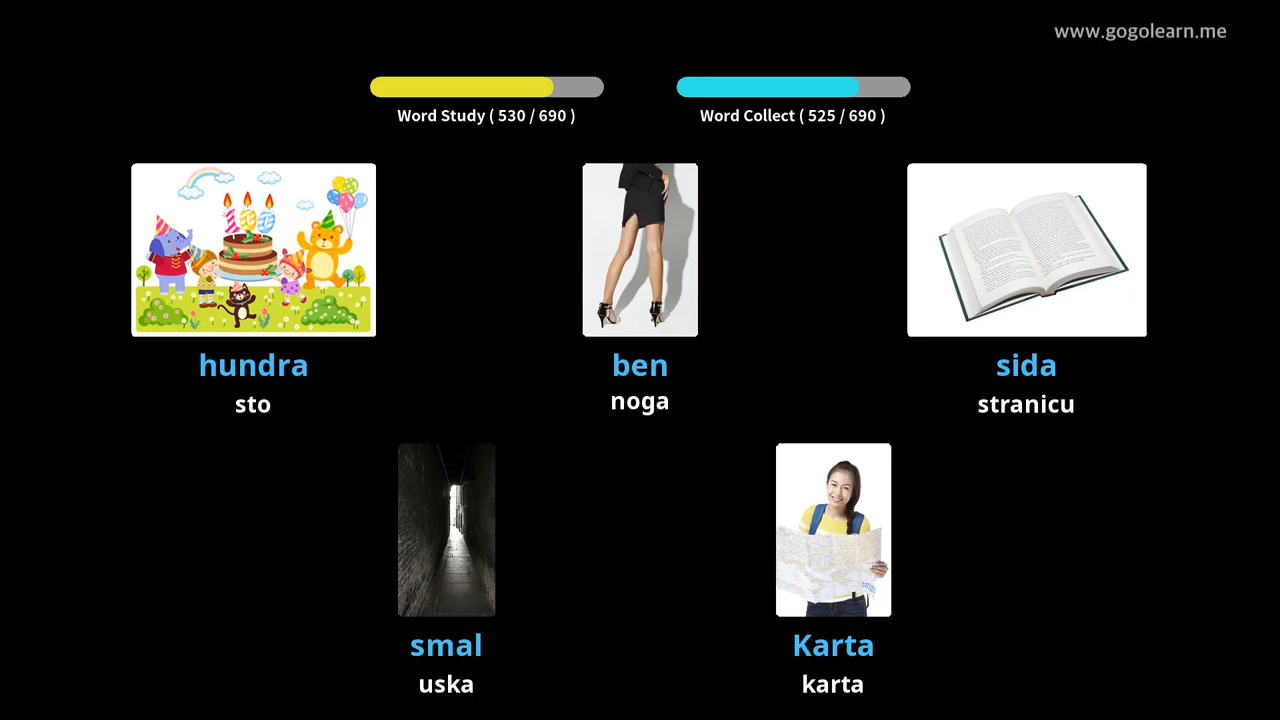 www.gogolearn.me
Word Study ( 530 / 690 )
Word Collect ( 525 / 690 )
100
hundra
ben
sida
sto
noga
stranicu
smal
Karta
uska
karta